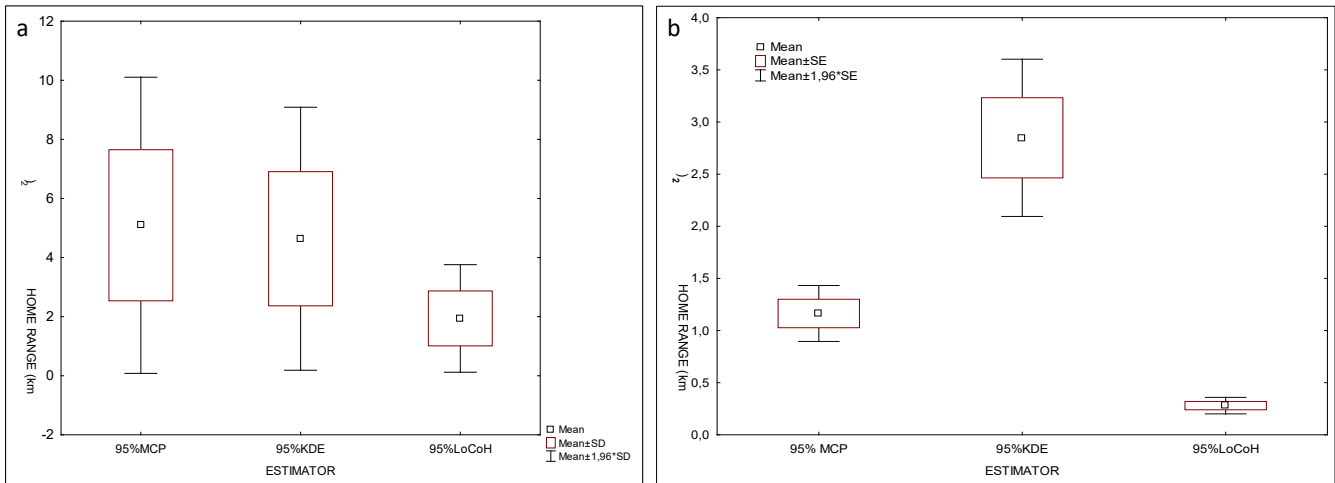 a
12
10
8
6
4
2
0
-2
HOME RANGE (km
2)
95%MCP
95%KDE
95%LoCoH
ESTIMATOR
Mean
Mean±SD
Mean±1,96*SD
b
4,0
3,5
3,0
2,5
2,0
1,5
1,0
0,5
0,0
HOME RANGE (km
2)
Mean
Mean±SE
Mean±1,96*SE
95% MCP
95%KDE
95%LoCoH
ESTIMATOR